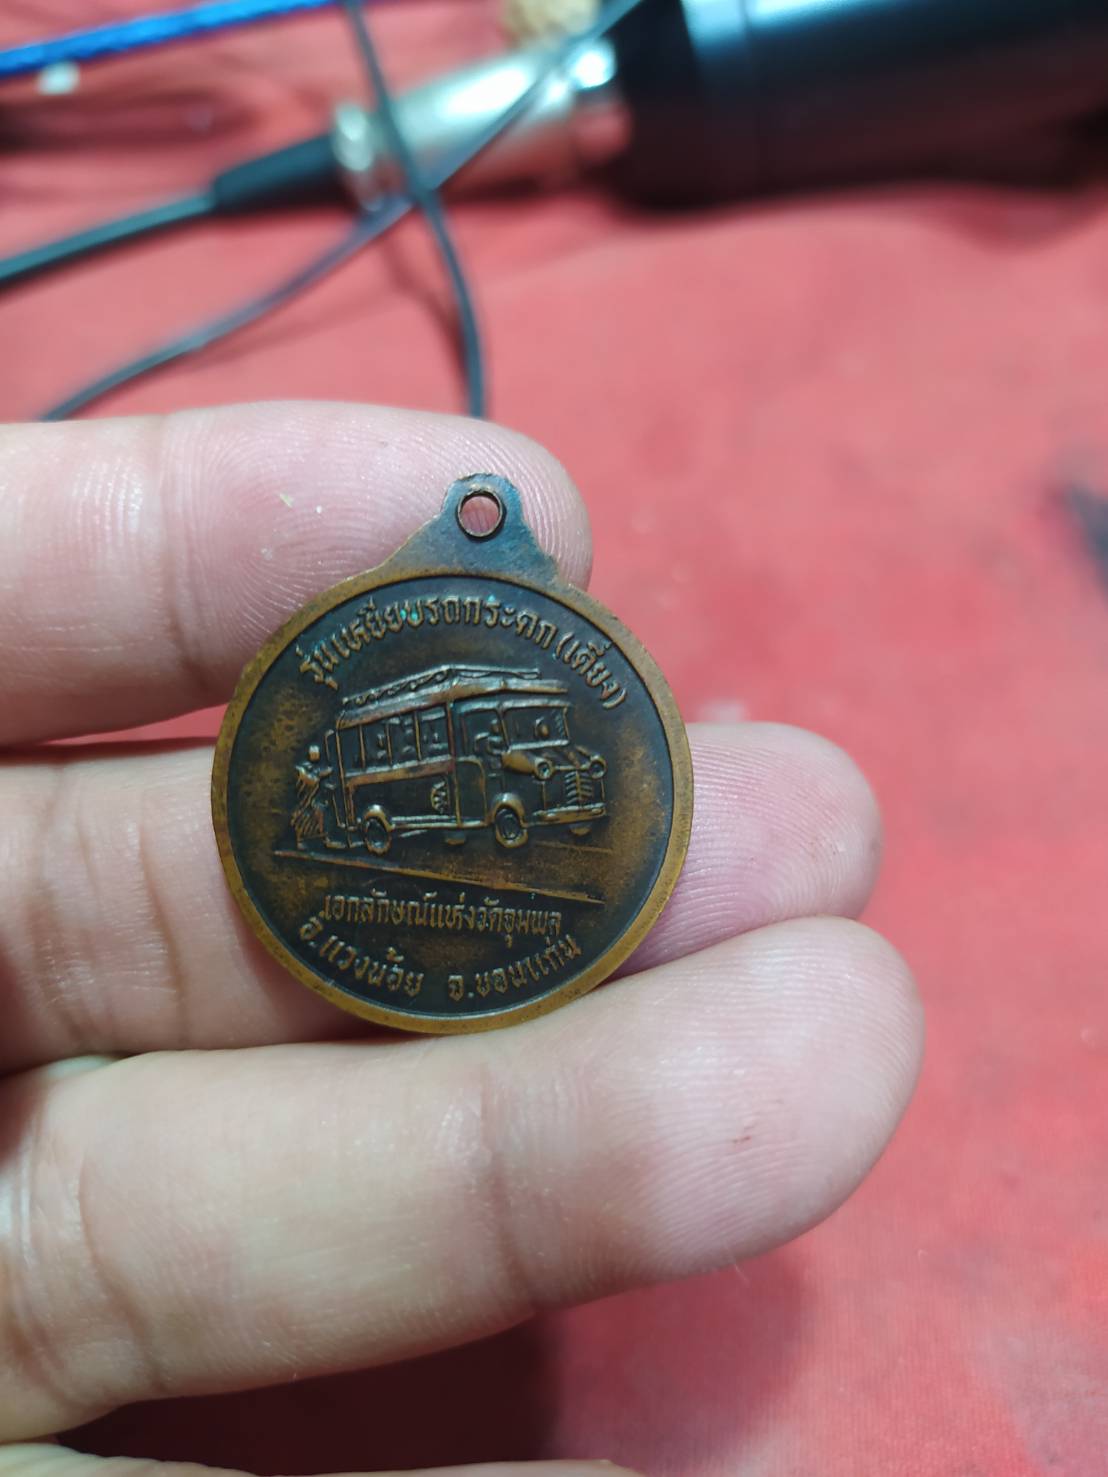 รุ่นเหยียบรถกระดก (เดี่ยง)
เอกลักษณ์แห่งวัดจุมพล
อ.แวงน้อย จ.ขอนแก่น